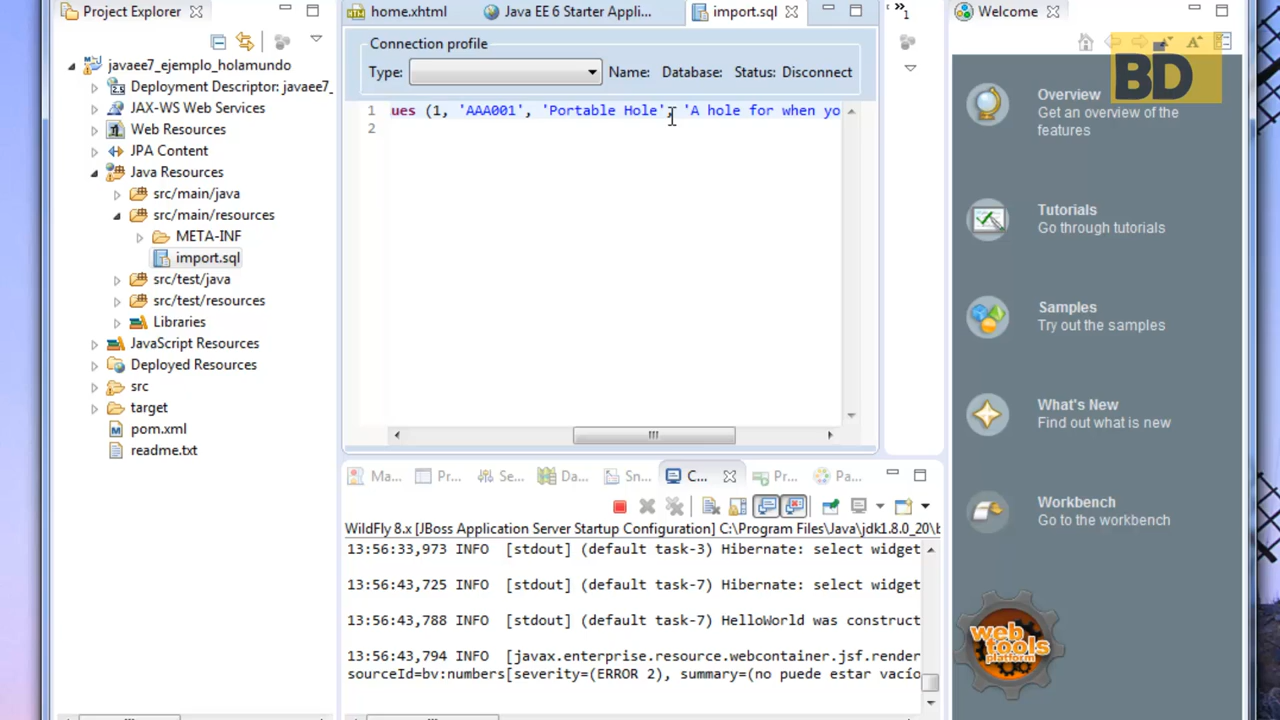 Project Explorer
javaee7_ejemplo_holamundo
Deployment Descriptor: javaee7_
JAX-WS Web Services
Web Resources
JPA Content
Java Resources
src/main/java
src/main/resources
META-INF
import.sql
src/test/java
src/test/resources
Libraries
JavaScript Resources
Deployed Resources
src
target
pom.xml
readme.txt
home.xhtml
Java EE 6 Starter Appli...
import.sql
Connection profile
Type: Name: Database: Status: Disconnect
1 ues (1, 'AAA001', 'Portable Hole', 'A hole for when yo
2
Ma...
Pr...
Se...
Da...
Sn...
C...
Pr...
Pa...
WildFly 8.x [JBoss Application Server Startup Configuration] C:\Program Files\Java\jdk1.8.0_20\b
13:56:33,973 INFO [stdout] (default task-3) Hibernate: select widget
13:56:43,725 INFO [stdout] (default task-7) Hibernate: select widget
13:56:43,788 INFO [stdout] (default task-7) HelloWorld was construct
13:56:43,794 INFO [javax.enterprise.resource.webcontainer.jsf.render
sourceId=bv:numbers[severity=(ERROR 2), summary=(no puede estar vacío
»1
Welcome
BD
Overview
Get an overview of the
features
Tutorials
Go through tutorials
Samples
Try out the samples
What's New
Find out what is new
Workbench
Go to the workbench
web
tools
platform